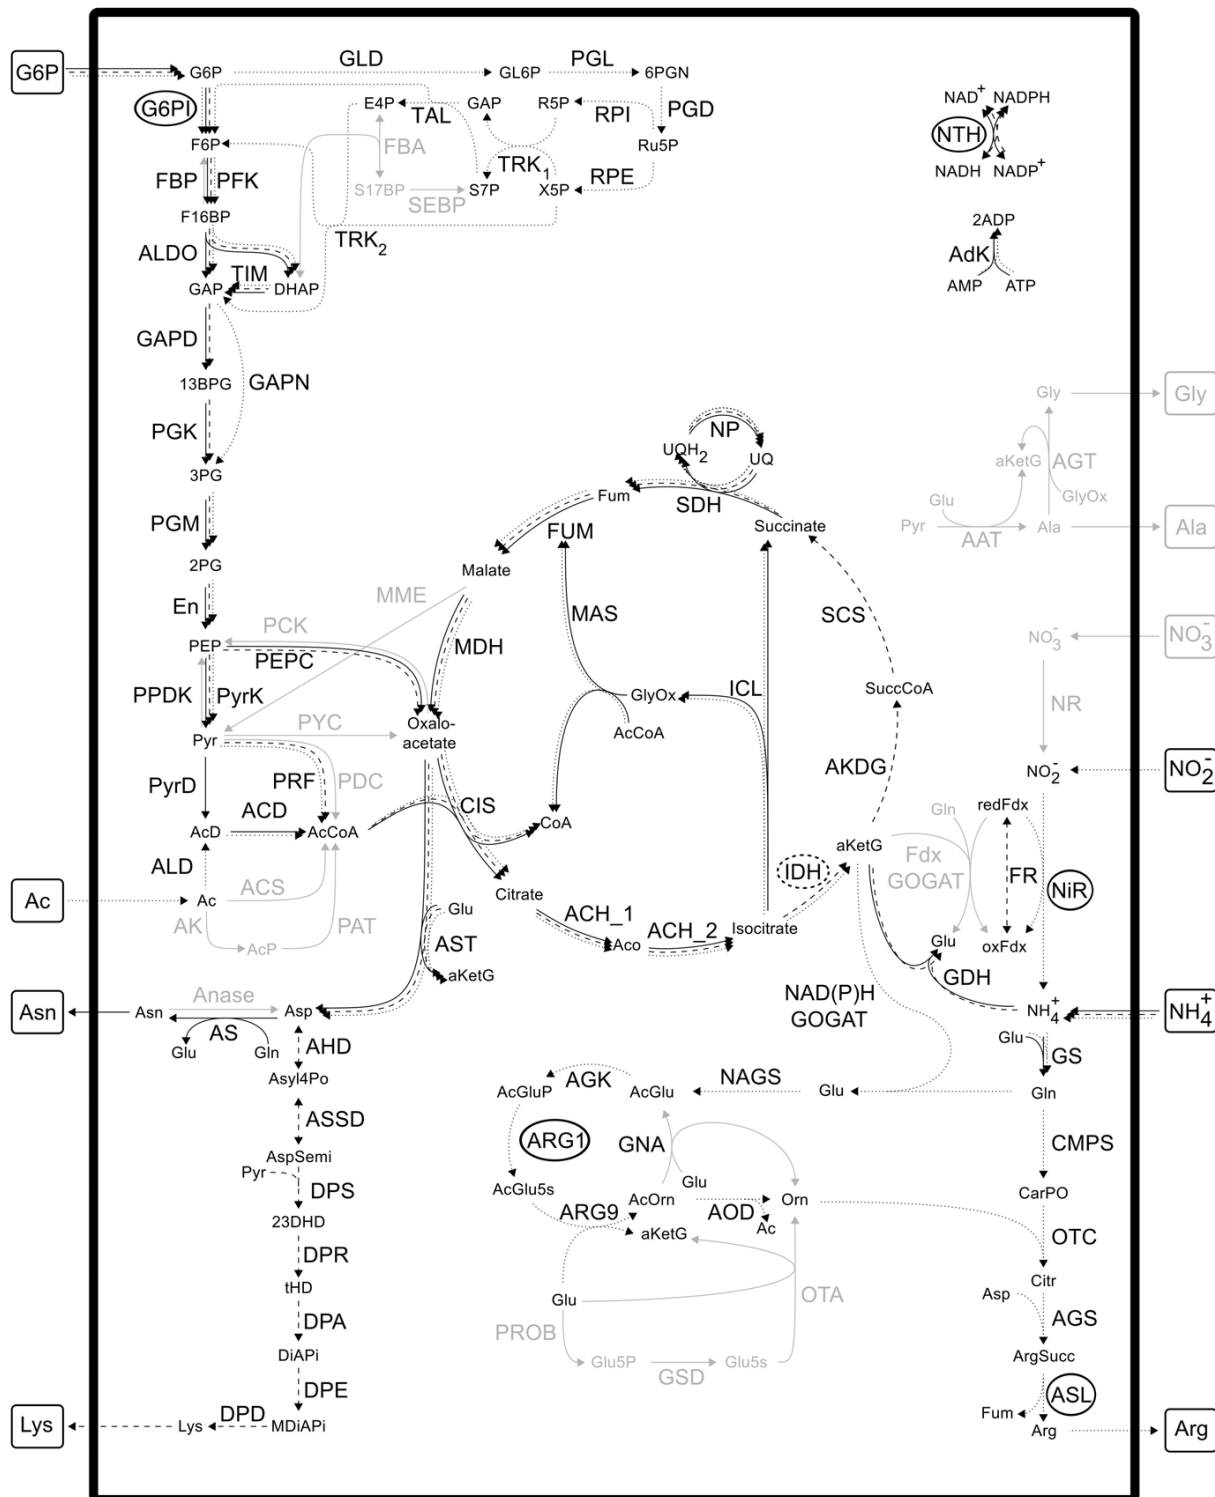 G6P
G6P
GLD
GL6P
PGL
6PGN
G6PI
E4P
TAL
GAP
R5P
RPI
PGD
NAD+
NADPH
NTH
NADH
NADP+
F6P
FBA
TRK1
Ru5P
FBP
PFK
S17BP
SEBP
S7P
X5P
RPE
F16BP
ALDO
TRK2
2ADP
AdK
AMP
ATP
TIM
GAP
DHAP
GAPD
GAPN
13BPG
PGK
3PG
PGM
2PG
En
PEP
PCK
PEPC
PPDK
PyrK
MME
Pyr
PYC
Oxalo-
acetate
PyrD
PRF
PDC
ACD
AcD
AcCoA
CIS
CoA
ALD
Ac
Ac
ACS
AK
AcP
PAT
NP
UQH2
UQ
SDH
Fum
Succinate
FUM
Malate
MDH
MAS
SCS
GlyOx
ICL
AcCoA
SuccCoA
AKDG
aKetG
IDH
Citrate
ACH_1
Aco
ACH_2
Isocitrate
Gly
Gly
aKetG
AGT
Glu
GlyOx
Pyr
AAT
Ala
Ala
NO3-
NO3-
NR
NO2-
NO2-
Gln
redFdx
Fdx
GOGAT
FR
NiR
Glu
oxFdx
GDH
NH4+
NH4+
NAD(P)H
GOGAT
Glu
GS
Gln
Glu
AST
aKetG
Asn
Asn
Anase
Asp
AS
Glu
Gln
AHD
Asyl4Po
ASSD
AspSemi
Pyr
DPS
23DHD
DPR
tHD
DPA
DiAPi
DPE
Lys
Lys
DPD
MDiAPi
AcGluP
AGK
AcGlu
NAGS
Glu
ARG1
GNA
Glu
AcGlu5s
ARG9
AcOrn
AOD
Orn
Ac
aKetG
Glu
PROB
OTA
Glu5P
GSD
Glu5s
CMPS
CarPO
OTC
Citr
Asp
AGS
ArgSucc
Fum
ASL
Arg
Arg